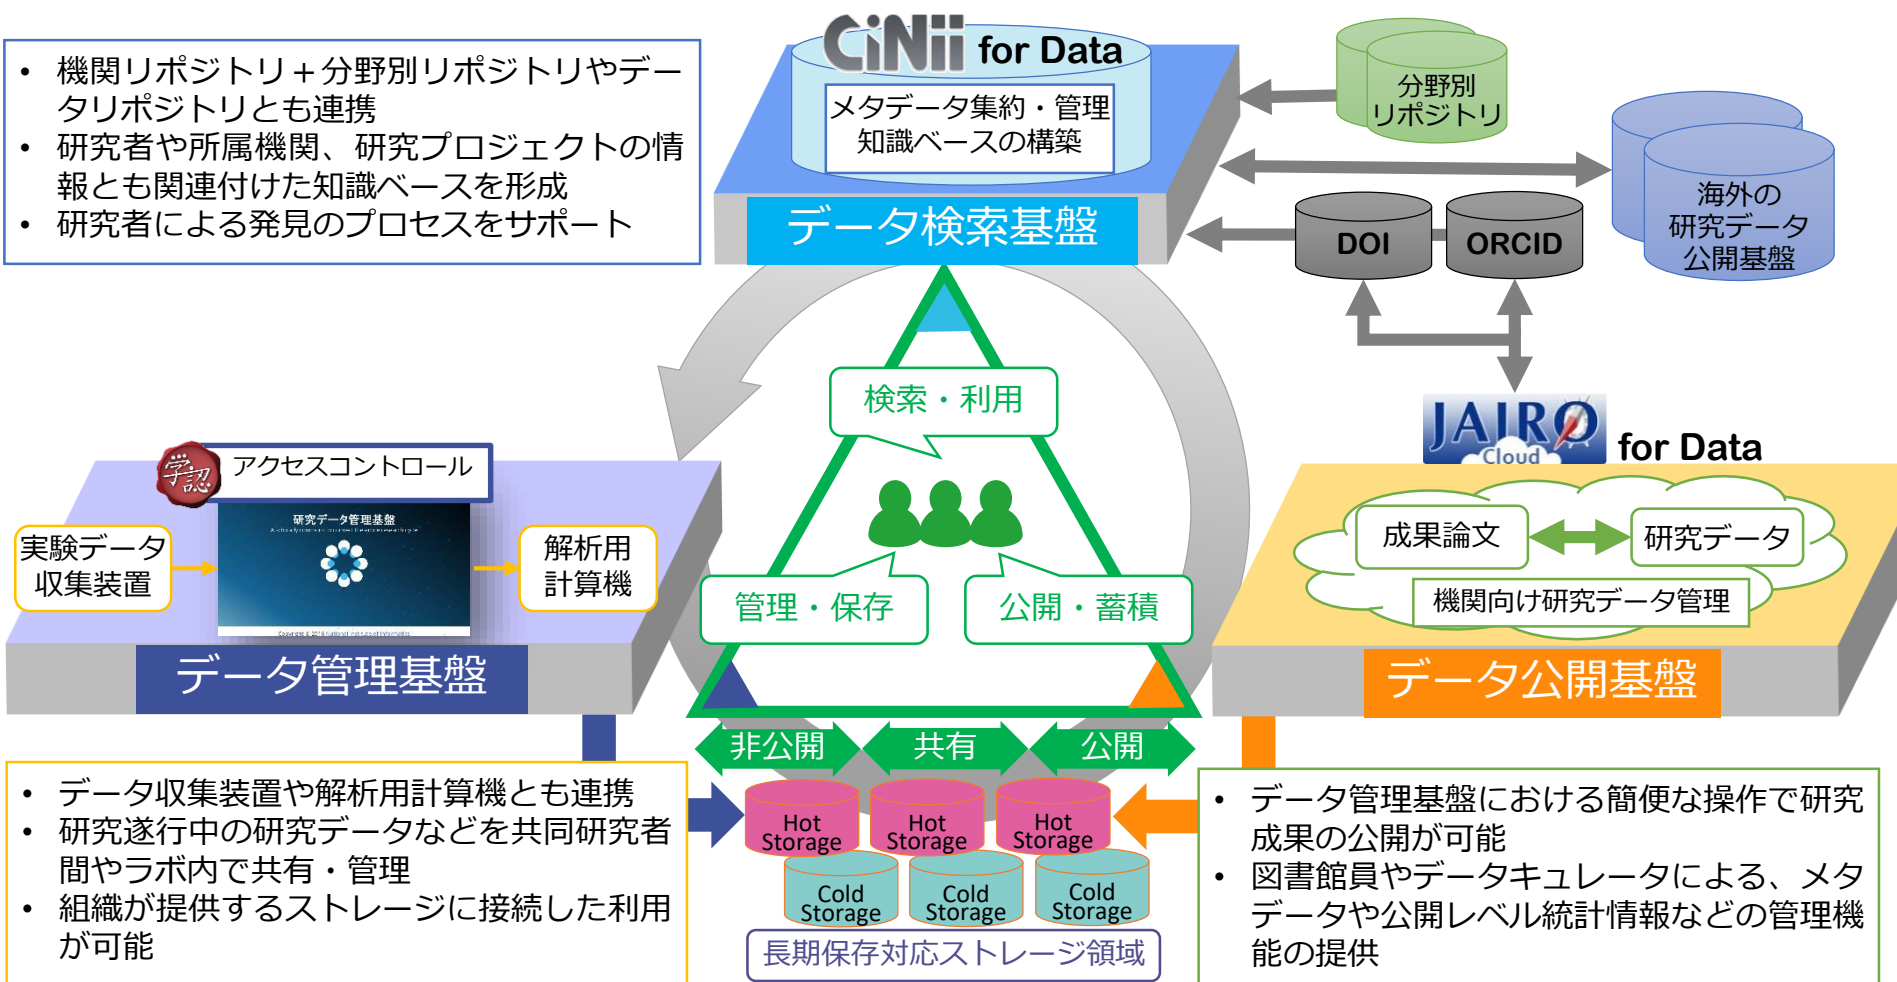 CiNii for Data
メタデータ集約・管理
知識ベースの構築
データ検索基盤
• 機関リポジトリ+分野別リポジトリやデー
タリポジトリとも連携
• 研究者や所属機関、研究プロジェクトの情
報とも関連付けた知識ベースを形成
• 研究者による発見のプロセスをサポート
分野別
リポジトリ
海外の
研究データ
公開基盤
DOI
ORCID
検索・利用
管理・保存
公開・蓄積
学認
アクセスコントロール
実験データ
収集装置
研究データ管理基盤
解析用
計算機
Copyright © 2016 National Institute of Informatics
データ管理基盤
JAIRO
Cloud
for Data
成果論文
研究データ
機関向け研究データ管理
データ公開基盤
非公開
共有
公開
Hot
Storage
Hot
Storage
Hot
Storage
Cold
Storage
Cold
Storage
Cold
Storage
長期保存対応ストレージ領域
• データ収集装置や解析用計算機とも連携
• 研究遂行中の研究データなどを共同研究者
間やラボ内で共有・管理
• 組織が提供するストレージに接続した利用
が可能
• データ管理基盤における簡便な操作で研究
成果の公開が可能
• 図書館員やデータキュレータによる、メタ
データや公開レベル統計情報などの管理機
能の提供